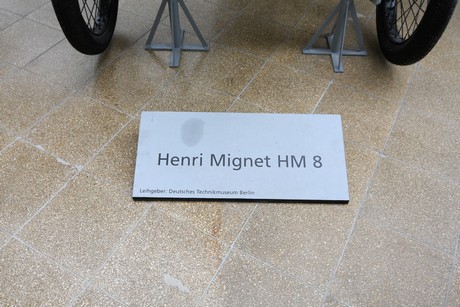 Henri Mignet HM 8
Leihgeber: Deutsches Technikmuseum Berlin